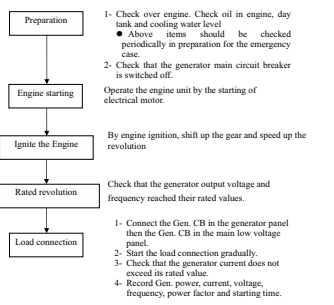 Preparation
1- Check over engine. Check oil in engine, day
tank and cooling water level
● Above items should be checked
periodically in preparation for the emergency
case.
2- Check that the generator main circuit breaker
is switched off.
Engine starting
Operate the engine unit by the starting of
electrical motor.
Ignite the Engine
By engine ignition, shift up the gear and speed up the
revolution
Rated revolution
Check that the generator output voltage and
frequency reached their rated values.
Load connection
1- Connect the Gen. CB in the generator panel
then the Gen. CB in the main low voltage
panel.
2- Start the load connection gradually.
3- Check that the generator current does not
exceed its rated value.
4- Record Gen. power, current, voltage,
frequency, power factor and starting time.